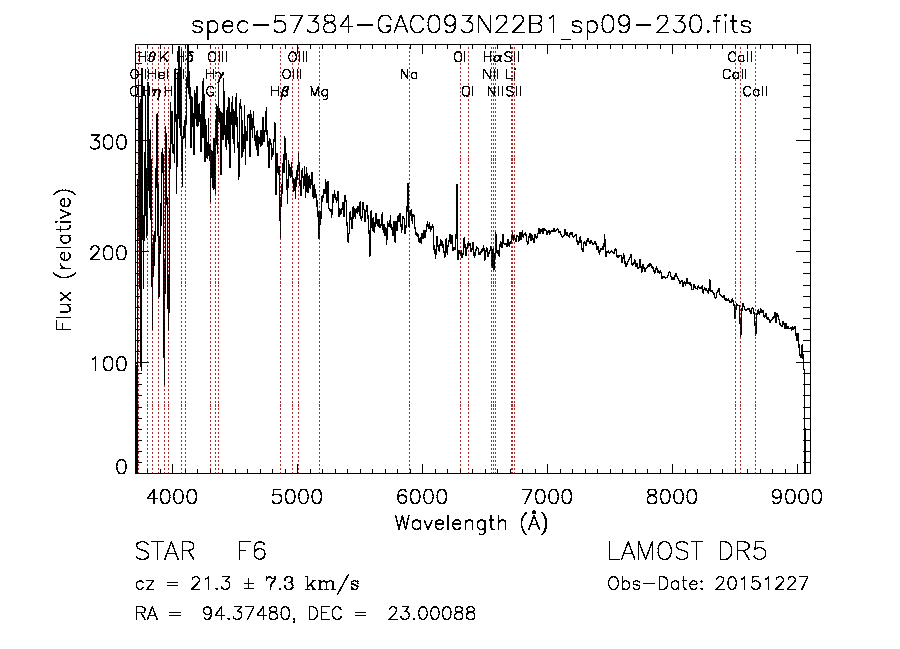 spec-57384-GAC093N22B1_sp09-230.fits
Hθ K Hδ OIII OIII OI Hα SII CaII
OII HeI Hγ OIII Na NII Li CaII
Hη H G Hβ Mg OI NII SII CaII
300
200
100
0
Flux (relative)
4000 5000 6000 7000 8000 9000
Wavelength (Å)
STAR F6 LAMOST DR5
cz = 21.3 ± 7.3 km/s Obs-Date: 20151227
RA = 94.37480, DEC = 23.00088